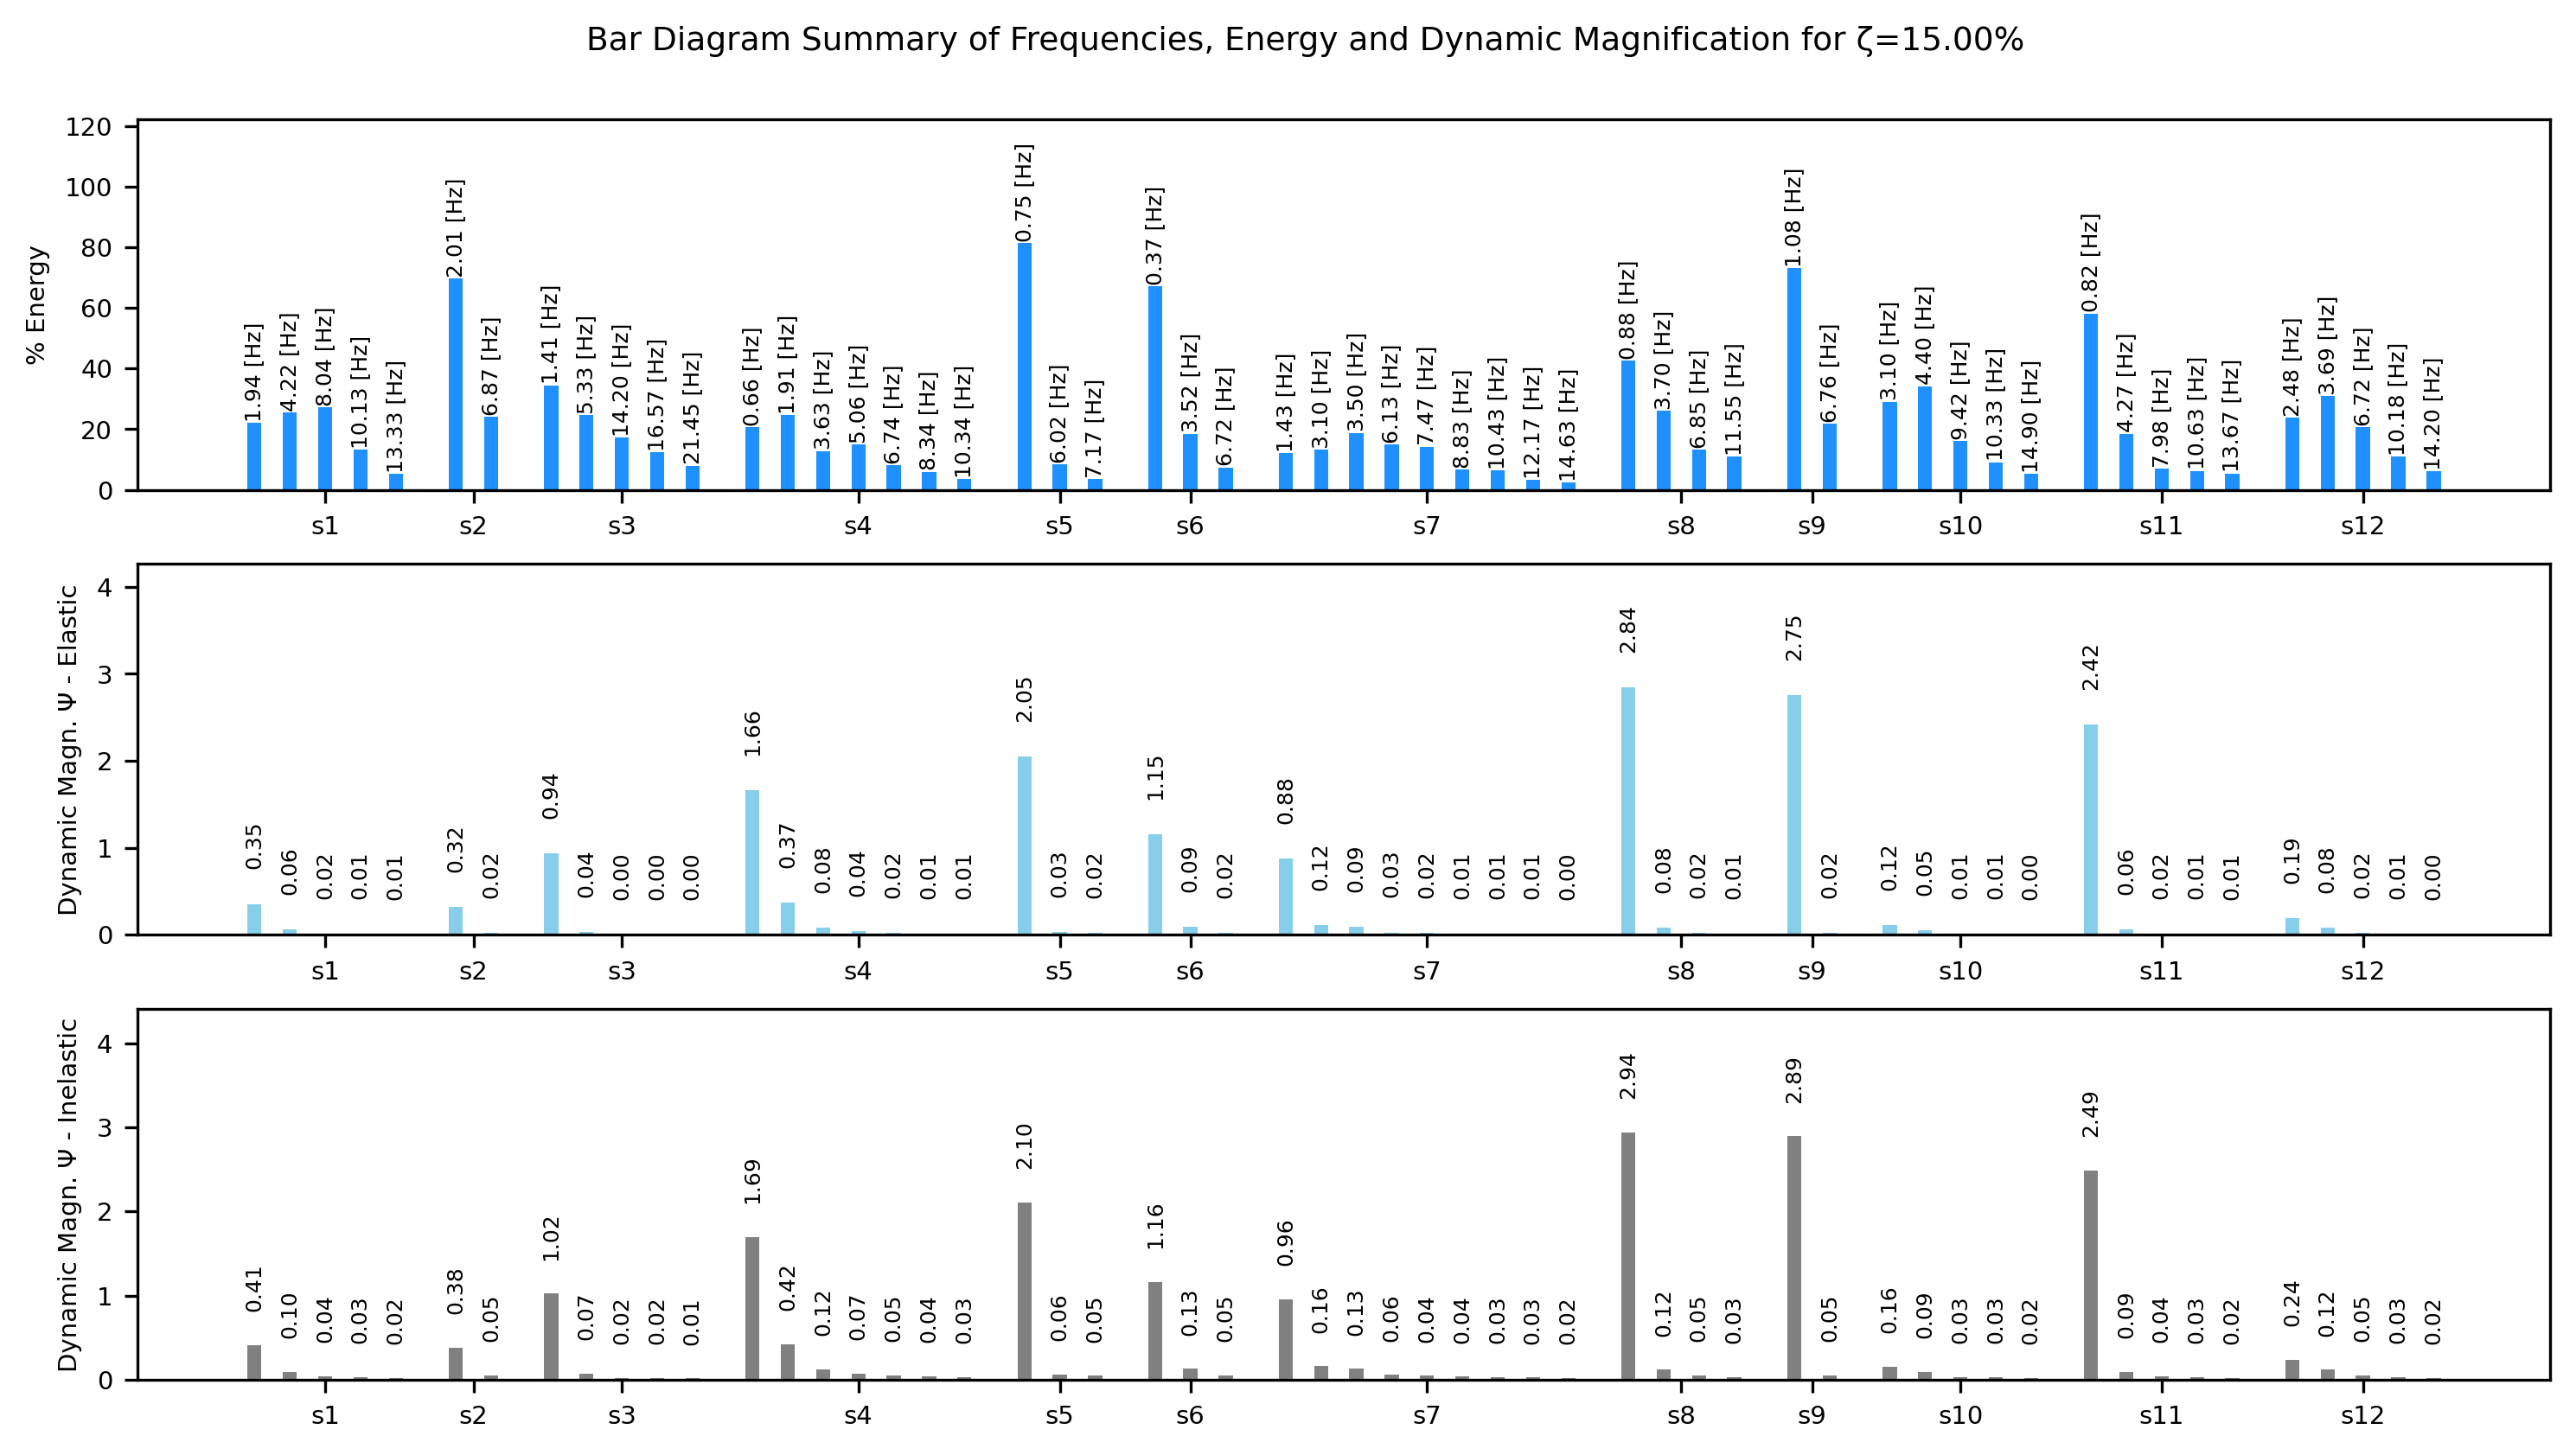 Bar Diagram Summary of Frequencies, Energy and Dynamic Magnification for ζ=15.00%
% Energy
120
100
80
60
40
20
0
1.94 [Hz]
4.22 [Hz]
8.04 [Hz]
10.13 [Hz]
13.33 [Hz]
2.01 [Hz]
6.87 [Hz]
1.41 [Hz]
5.33 [Hz]
14.20 [Hz]
16.57 [Hz]
21.45 [Hz]
0.66 [Hz]
1.91 [Hz]
3.63 [Hz]
5.06 [Hz]
6.74 [Hz]
8.34 [Hz]
10.34 [Hz]
0.75 [Hz]
6.02 [Hz]
7.17 [Hz]
0.37 [Hz]
3.52 [Hz]
6.72 [Hz]
1.43 [Hz]
3.10 [Hz]
3.50 [Hz]
6.13 [Hz]
7.47 [Hz]
8.83 [Hz]
10.43 [Hz]
12.17 [Hz]
14.63 [Hz]
0.88 [Hz]
3.70 [Hz]
6.85 [Hz]
11.55 [Hz]
1.08 [Hz]
6.76 [Hz]
3.10 [Hz]
4.40 [Hz]
9.42 [Hz]
10.33 [Hz]
14.90 [Hz]
0.82 [Hz]
4.27 [Hz]
7.98 [Hz]
10.63 [Hz]
13.67 [Hz]
2.48 [Hz]
3.69 [Hz]
6.72 [Hz]
10.18 [Hz]
14.20 [Hz]
s1 s2 s3 s4 s5 s6 s7 s8 s9 s10 s11 s12
Dynamic Magn. Ψ - Elastic
4
3
2
1
0
0.35
0.06
0.02
0.01
0.01
0.32
0.02
0.94
0.04
0.00
0.00
0.00
1.66
0.37
0.08
0.04
0.02
0.01
0.01
2.05
0.03
0.02
1.15
0.09
0.02
0.88
0.12
0.09
0.03
0.02
0.01
0.01
0.01
0.00
2.84
0.08
0.02
0.01
2.75
0.02
0.12
0.05
0.01
0.01
0.00
2.42
0.06
0.02
0.01
0.01
0.19
0.08
0.02
0.01
0.00
s1 s2 s3 s4 s5 s6 s7 s8 s9 s10 s11 s12
Dynamic Magn. Ψ - Inelastic
4
3
2
1
0
0.41
0.10
0.04
0.03
0.02
0.38
0.05
1.02
0.07
0.02
0.02
0.01
1.69
0.42
0.12
0.07
0.05
0.04
0.03
2.10
0.06
0.05
1.16
0.13
0.05
0.96
0.16
0.13
0.06
0.04
0.04
0.03
0.03
0.02
2.94
0.12
0.05
0.03
2.89
0.05
0.16
0.09
0.03
0.03
0.02
2.49
0.09
0.04
0.03
0.02
0.24
0.12
0.05
0.03
0.02
s1 s2 s3 s4 s5 s6 s7 s8 s9 s10 s11 s12